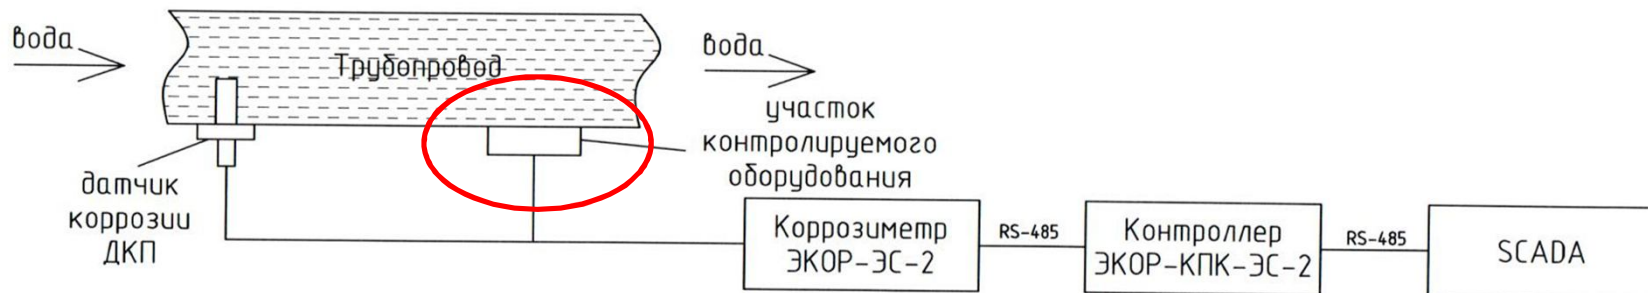 вода
Трубопровод
вода
участок
контролируемого
оборудования
датчик
коррозии
ДКП
Коррозиметр
ЭКОР-ЭС-2
RS-485
Контроллер
ЭКОР-КПК-ЭС-2
RS-485
SCADA